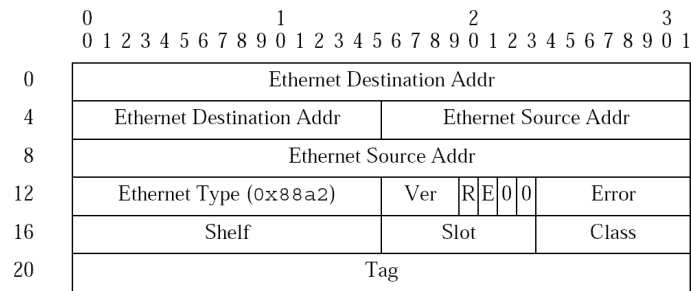 0 1 2 3
0 1 2 3 4 5 6 7 8 9 0 1 2 3 4 5 6 7 8 9 0 1 2 3 4 5 6 7 8 9 0 1
0 Ethernet Destination Addr
4 Ethernet Destination Addr Ethernet Source Addr
8 Ethernet Source Addr
12 Ethernet Type (0x88a2) Ver R E 0 0 Error
16 Shelf Slot Class
20 Tag